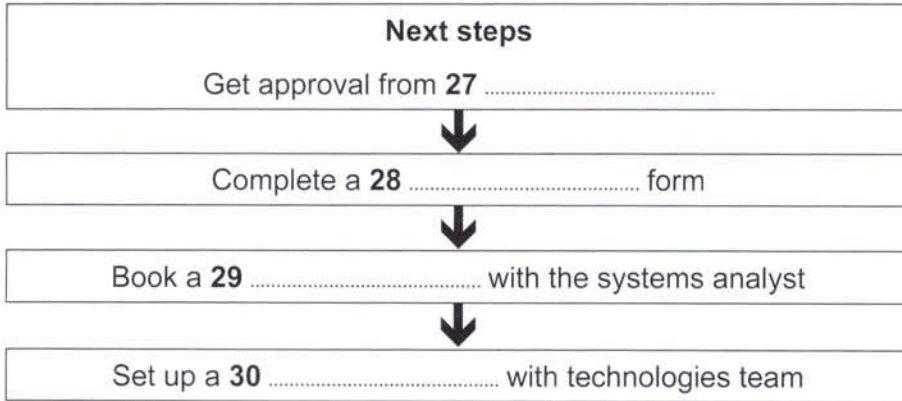 Next steps
Get approval from 27 ........................................
Complete a 28 ........................................ form
Book a 29 ........................................ with the systems analyst
Set up a 30 ........................................ with technologies team